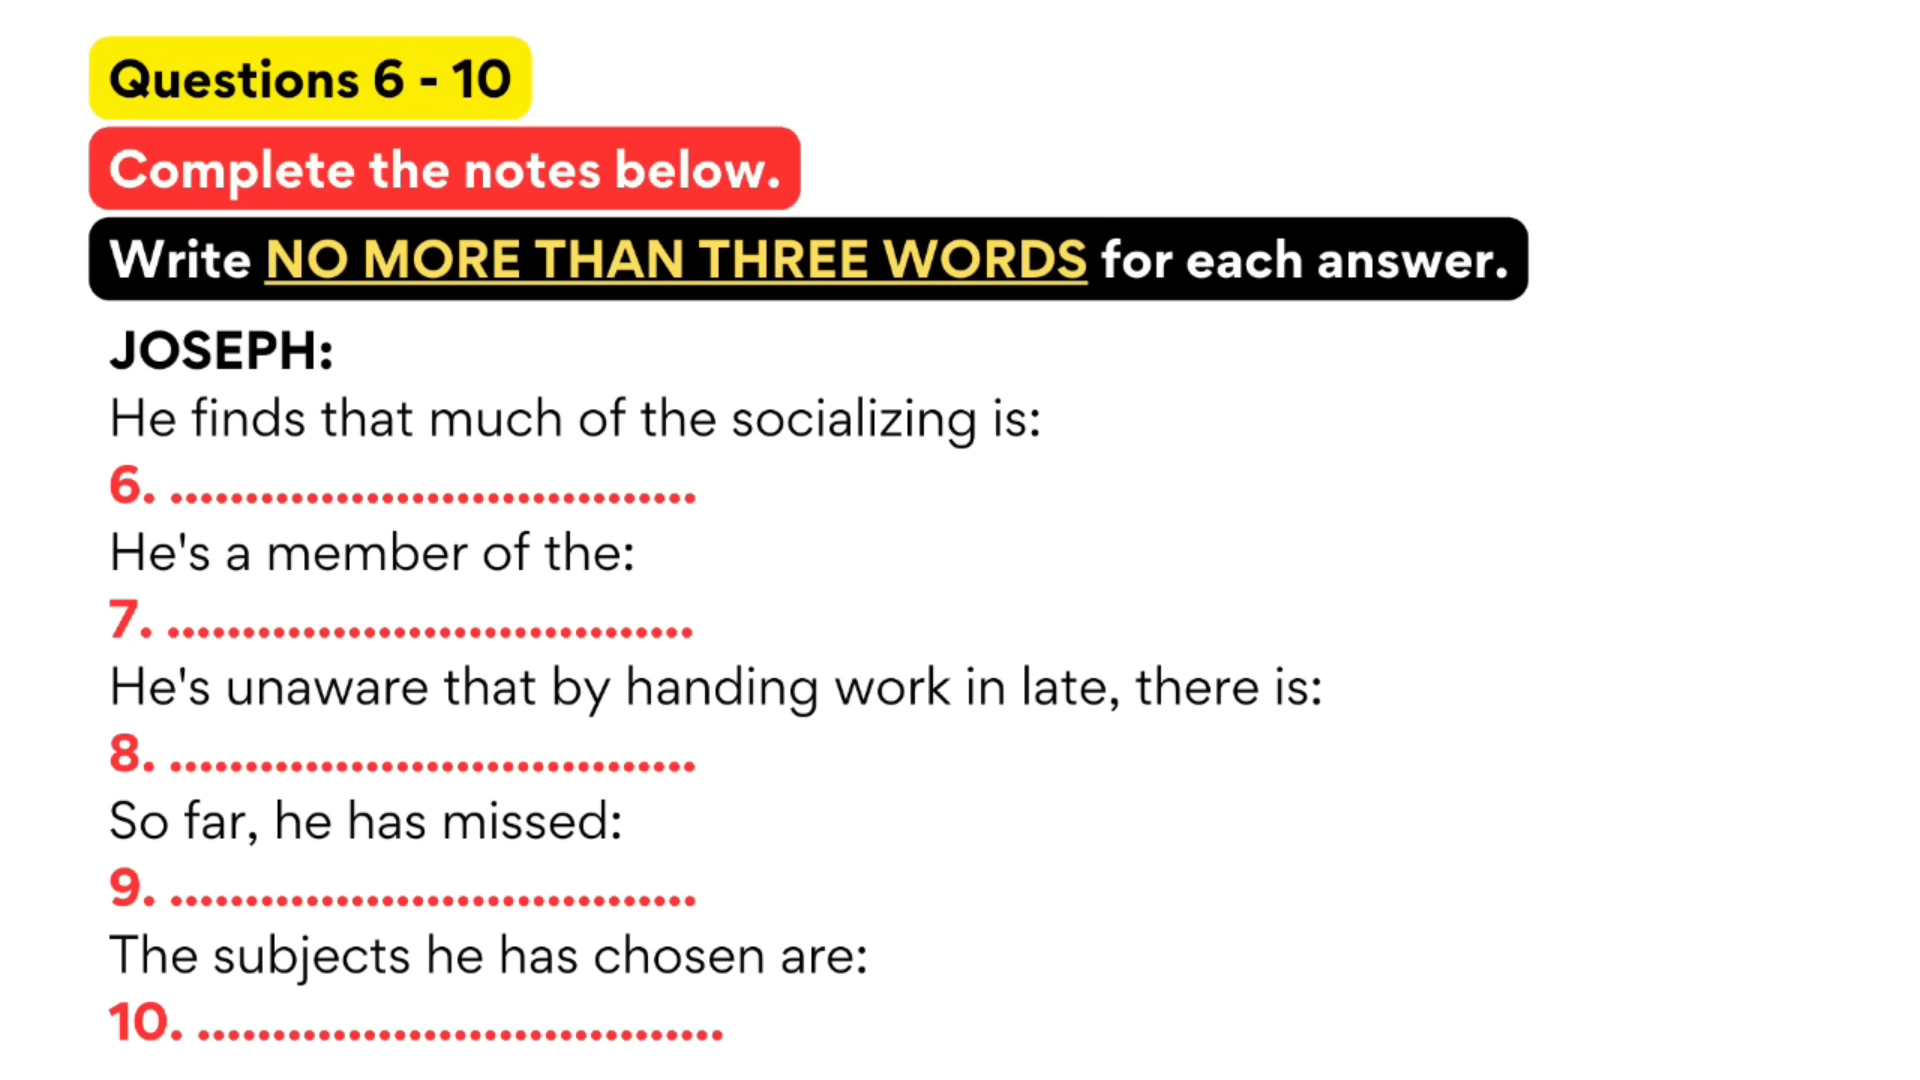 Questions 6 - 10
Complete the notes below.
Write NO MORE THAN THREE WORDS for each answer.
JOSEPH:
He finds that much of the socializing is:
6. ...................................
He's a member of the:
7. ...................................
He's unaware that by handing work in late, there is:
8. ...................................
So far, he has missed:
9. ...................................
The subjects he has chosen are:
10. ...................................